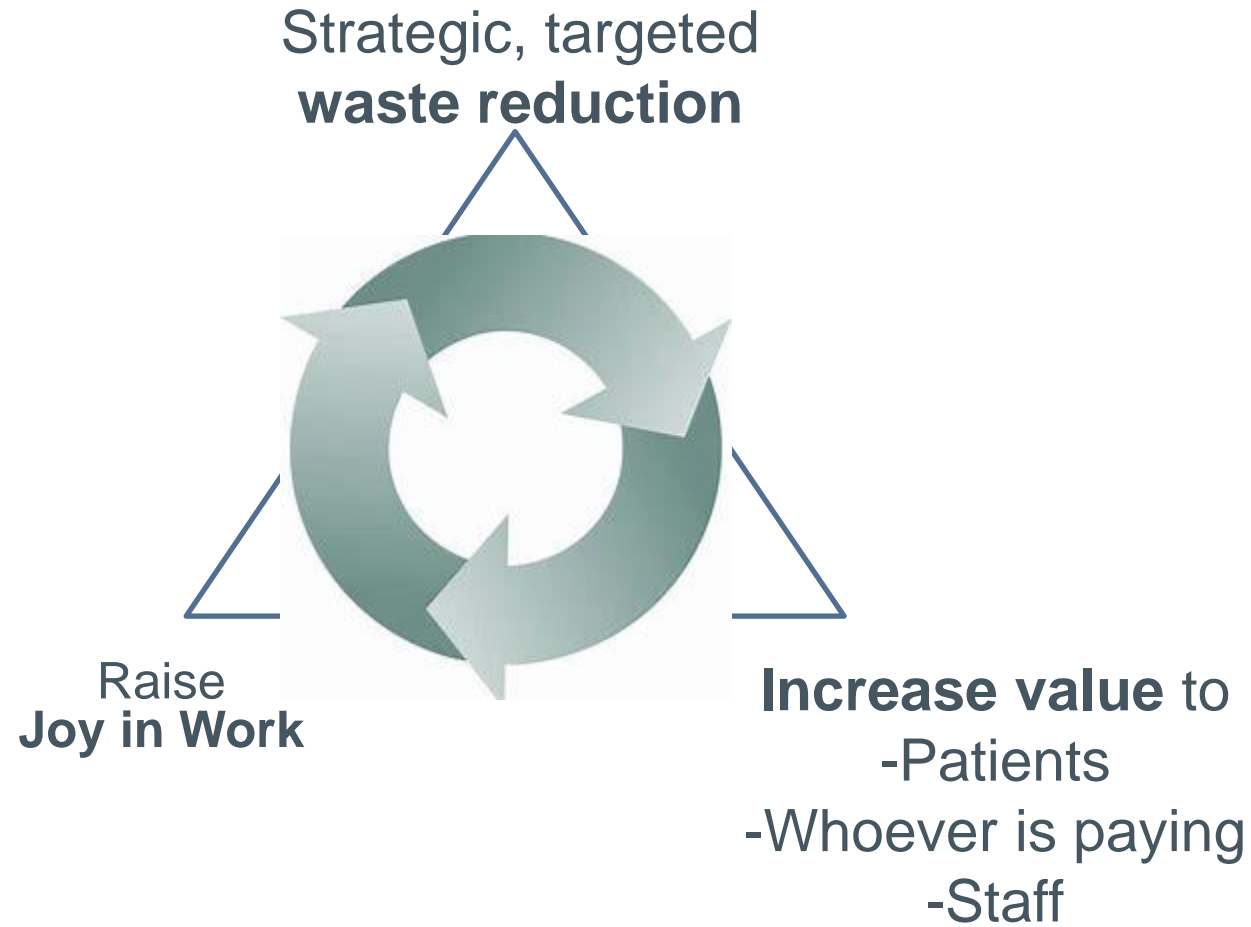 Strategic, targeted
waste reduction
Raise
Joy in Work
Increase value to
-Patients
-Whoever is paying
-Staff